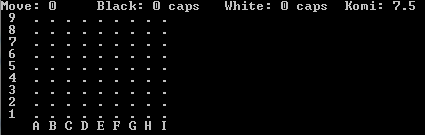 Move: 0     Black: 0 caps   White: 0 caps  Komi: 7.5
9  . . . . . . . . .
8  . . . . . . . . .
7  . . . . . . . . .
6  . . . . . . . . .
5  . . . . . . . . .
4  . . . . . . . . .
3  . . . . . . . . .
2  . . . . . . . . .
1  . . . . . . . . .
A B C D E F G H I